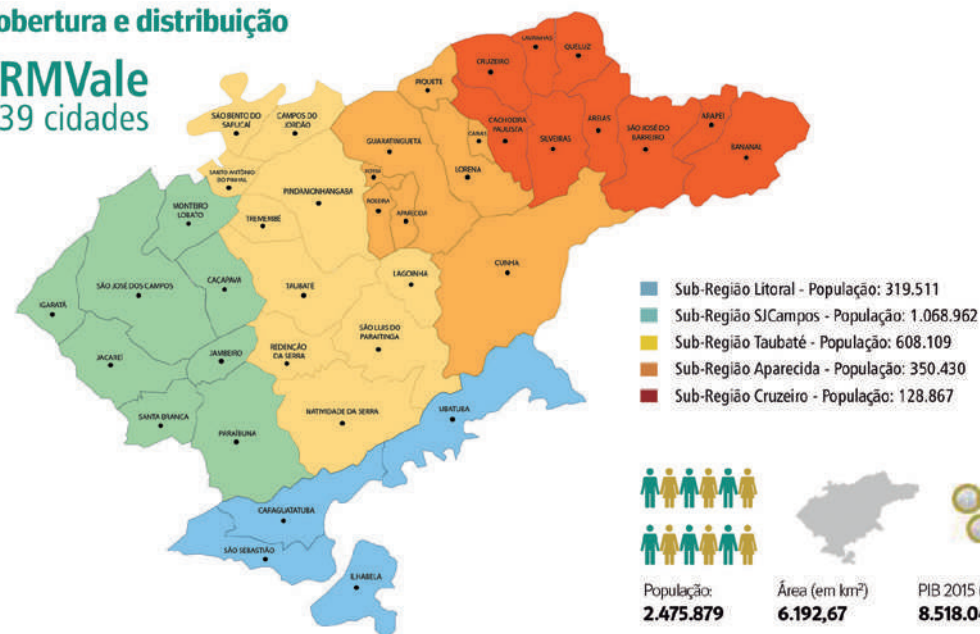 obertura e distribuição
RMVale
39 cidades
LAVRINHAS
QUELUZ
CRUZEIRO
PIQUETE
SÃO BENTO DO
SAPUCAÍ
CAMPOS DO
JORDÃO
CACHOEIRA
PAULISTA
CANAS
AREIAS
SÃO JOSÉ DO
BARREIRO
ARAPEÍ
BANANAL
SILVEIRAS
GUARATINGUETÁ
LORENA
SANTO ANTÔNIO
DO PINHAL
PINDAMONHANGABA
POTIM
ROSEIRA
APARECIDA
MONTEIRO
LOBATO
TREMEMBÉ
CUNHA
LAGOINHA
CAÇAPAVA
SÃO JOSÉ DOS CAMPOS
TAUBATÉ
IGARATÁ
SÃO LUIS DO
PARAITINGA
JACAREÍ
JAMBEIRO
REDENÇÃO
DA SERRA
SANTA BRANCA
NATIVIDADE DA SERRA
UBATUBA
PARAIBUNA
CARAGUATATUBA
SÃO SEBASTIÃO
ILHABELA
Sub-Região Litoral - População: 319.511
Sub-Região SJCampos - População: 1.068.962
Sub-Região Taubaté - População: 608.109
Sub-Região Aparecida - População: 350.430
Sub-Região Cruzeiro - População: 128.867
População:
2.475.879
Área (em km²)
6.192,67
PIB 2015
8.518.0